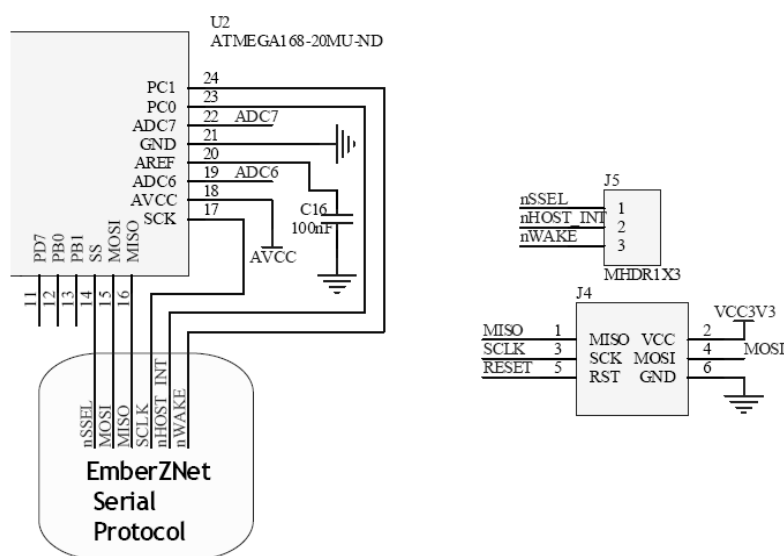 U2
ATMEGA168-20MU-ND
PC1 24
PC0 23
ADC7 22 ADC7
GND 21
AREF 20
ADC6 19 ADC6
AVCC 18
SCK 17
C16
100nF
AVCC
PD7
PB0
PB1
SS
MOSI
MISO
11
12
13
14
15
16
nSSEL
MOSI
MISO
SCLK
nHOST_INT
nWAKE
EmberZNet
Serial
Protocol
J5
nSSEL 1
nHOST_INT 2
nWAKE 3
MHDR1X3
J4
VCC3V3
MISO 1 MISO VCC 2
SCLK 3 SCK MOSI 4 MOSI
RESET 5 RST GND 6